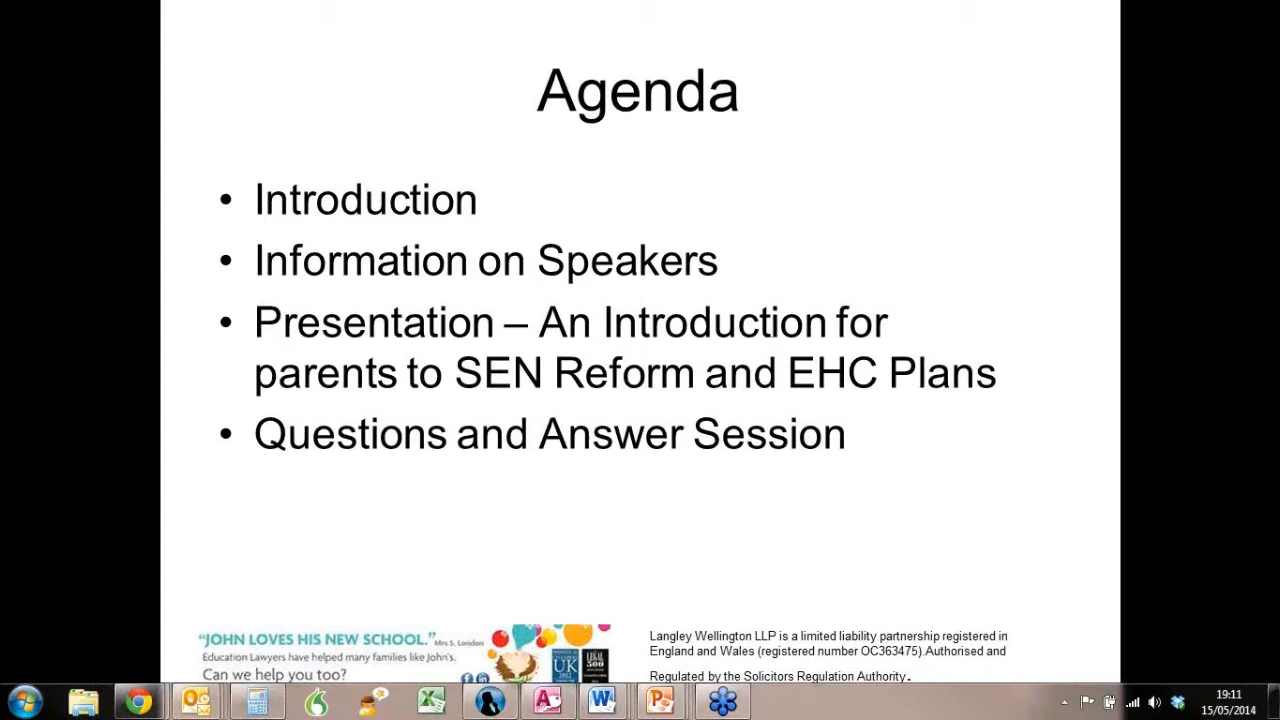 Agenda
• Introduction
• Information on Speakers
• Presentation – An Introduction for
parents to SEN Reform and EHC Plans
• Questions and Answer Session
“JOHN LOVES HIS NEW SCHOOL.” Mrs S, London
Education Lawyers have helped many families like John's.
Can we help you too?
UK
500
Langley Wellington LLP is a limited liability partnership registered in
England and Wales (registered number OC363475).Authorised and
Regulated by the Solicitors Regulation Authority.
19:11
15/05/2014